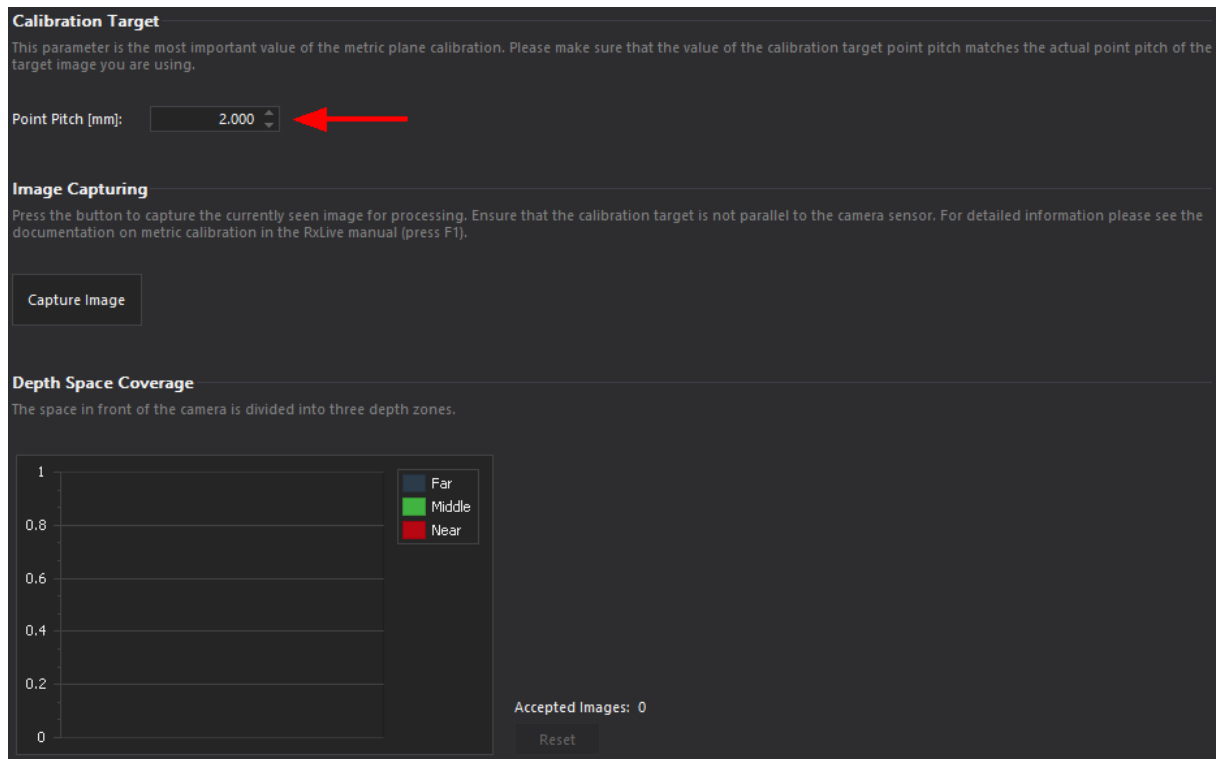 Calibration Target
This parameter is the most important value of the metric plane calibration. Please make sure that the value of the calibration target point pitch matches the actual point pitch of the
target image you are using.
Point Pitch [mm]: 2.000
Image Capturing
Press the button to capture the currently seen image for processing. Ensure that the calibration target is not parallel to the camera sensor. For detailed information please see the
documentation on metric calibration in the RxLive manual (press F1).
Capture Image
Depth Space Coverage
The space in front of the camera is divided into three depth zones.
1
0.8
0.6
0.4
0.2
0
Far
Middle
Near
Accepted Images: 0
Reset